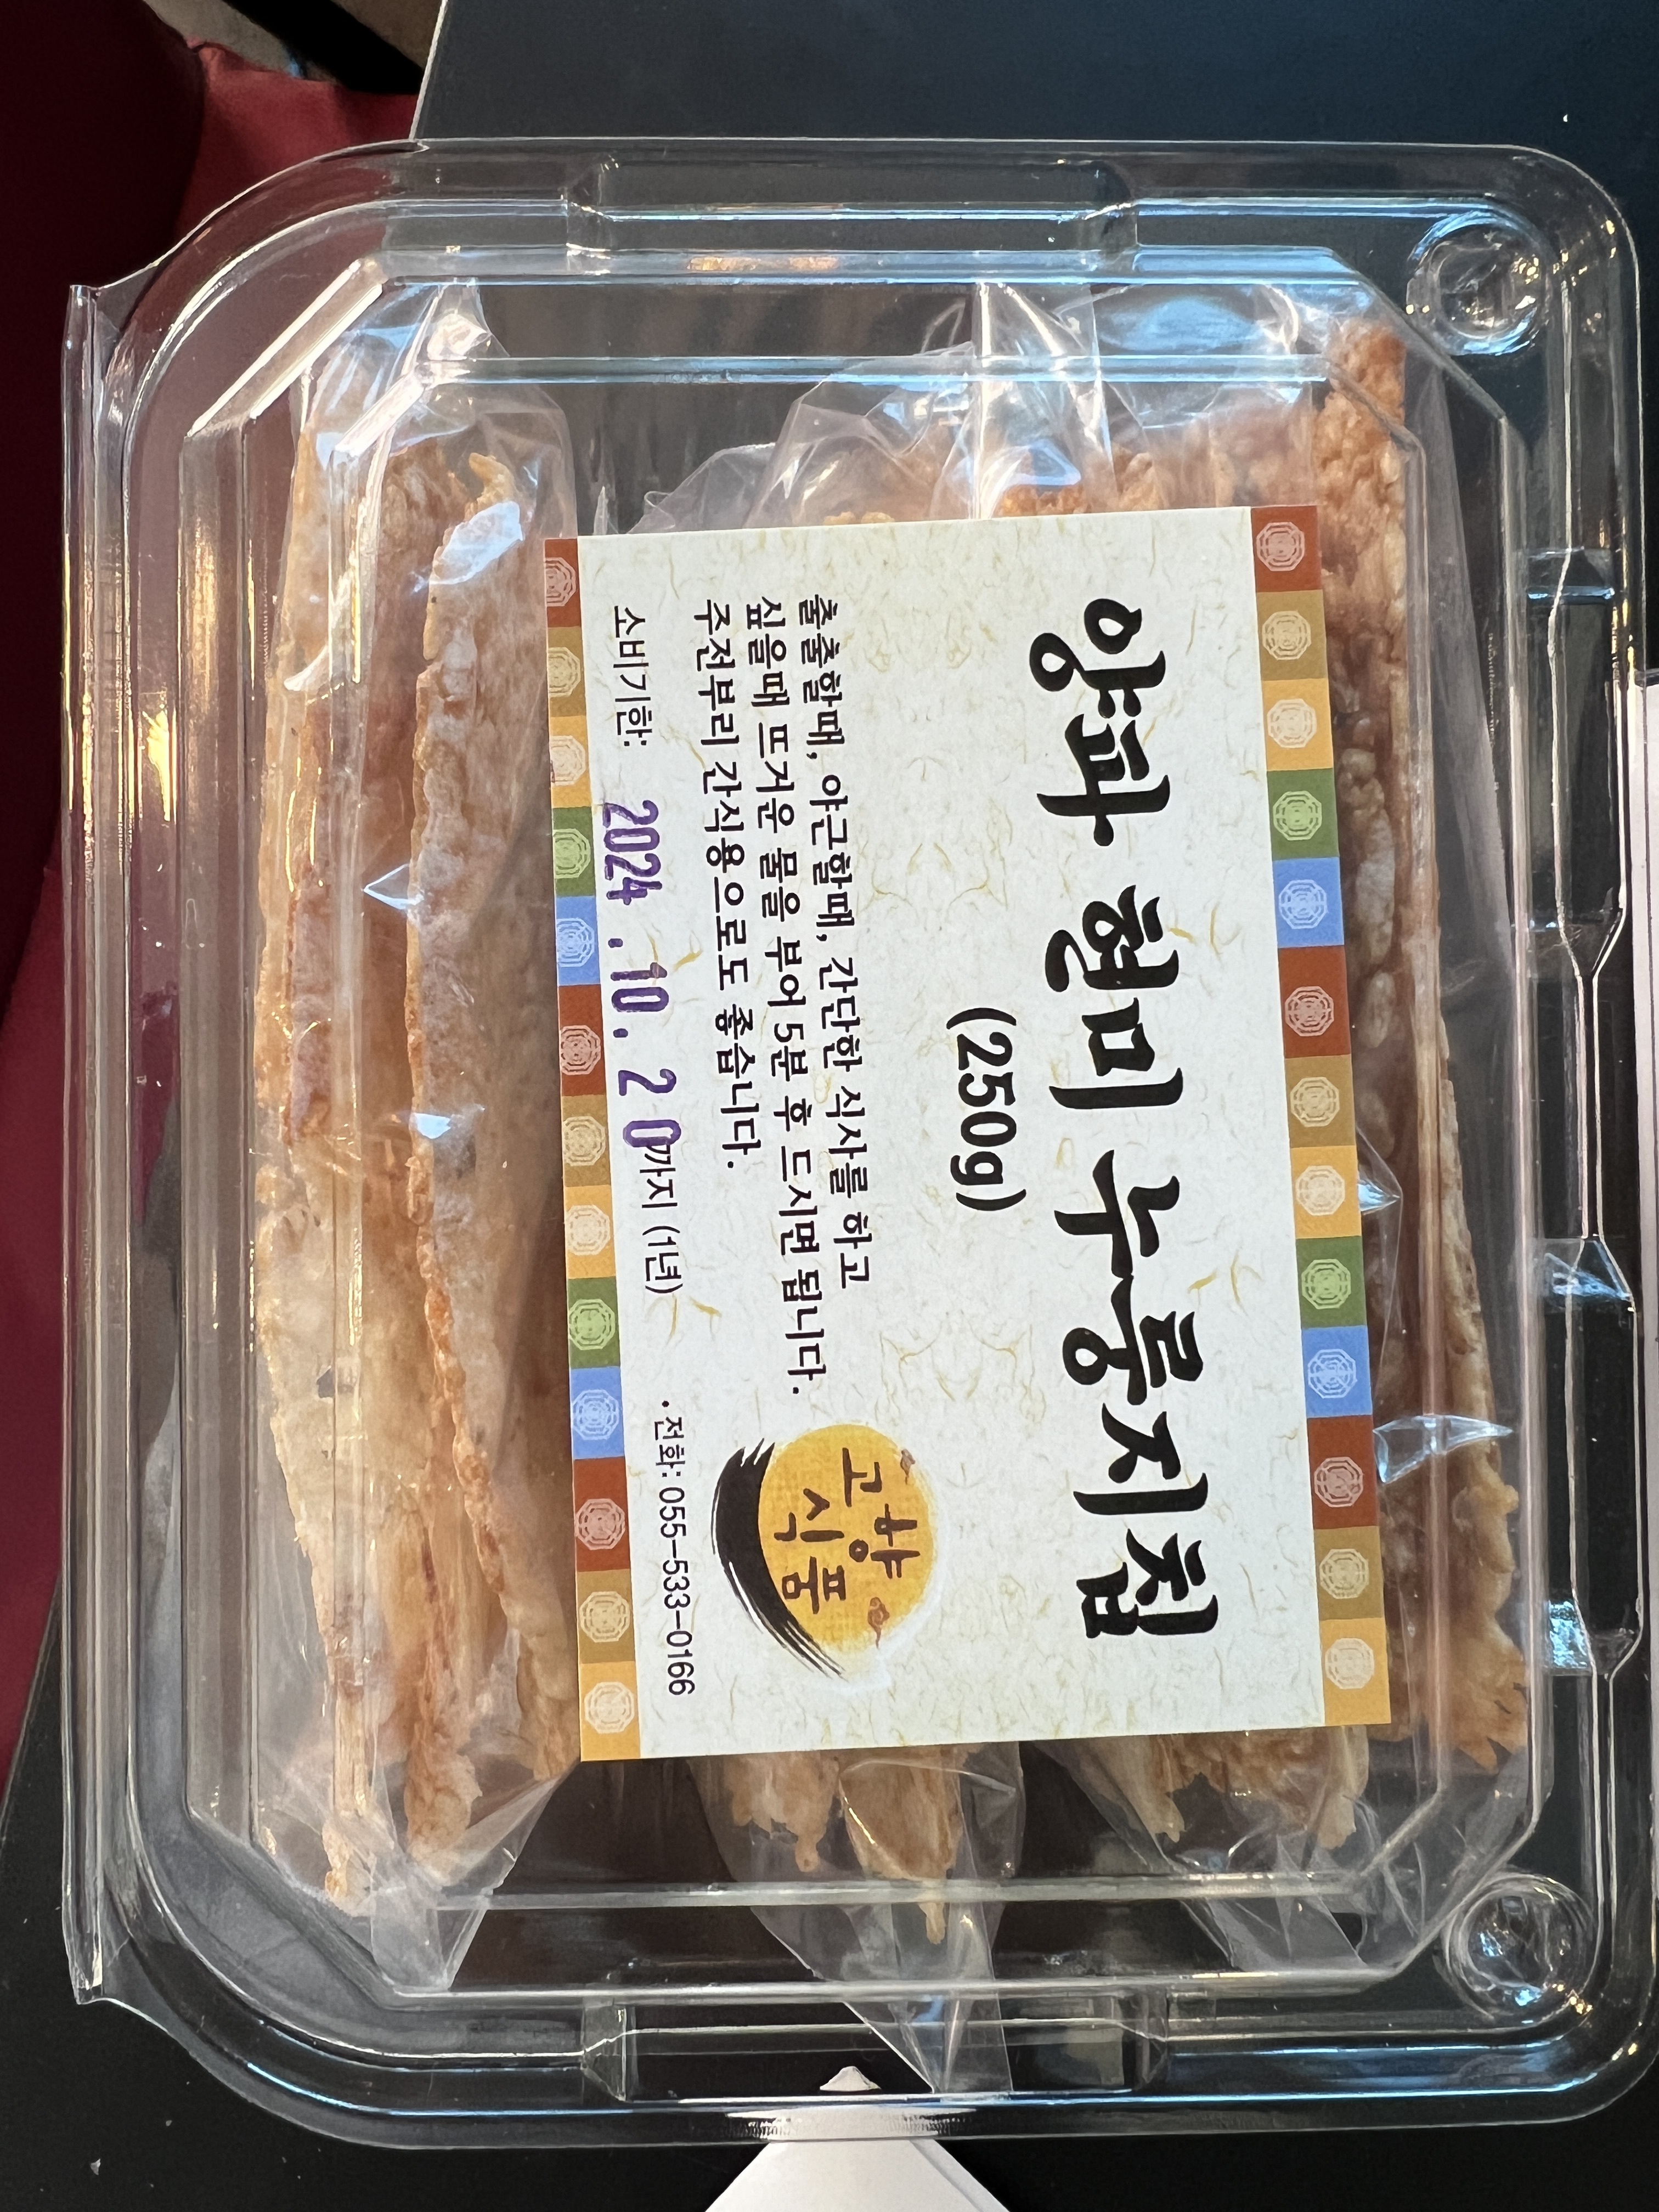 양파 현미 누룽지칩
(250g)
출출할때, 야근할때, 간단한 식사를 하고
싶을때 뜨거운 물을 부어 5분 후 드시면 됩니다.
주전부리 간식용으로도 좋습니다.
고향
식품
소비기한: 2024.10.20까지 (1년)
·전화: 055-533-0166